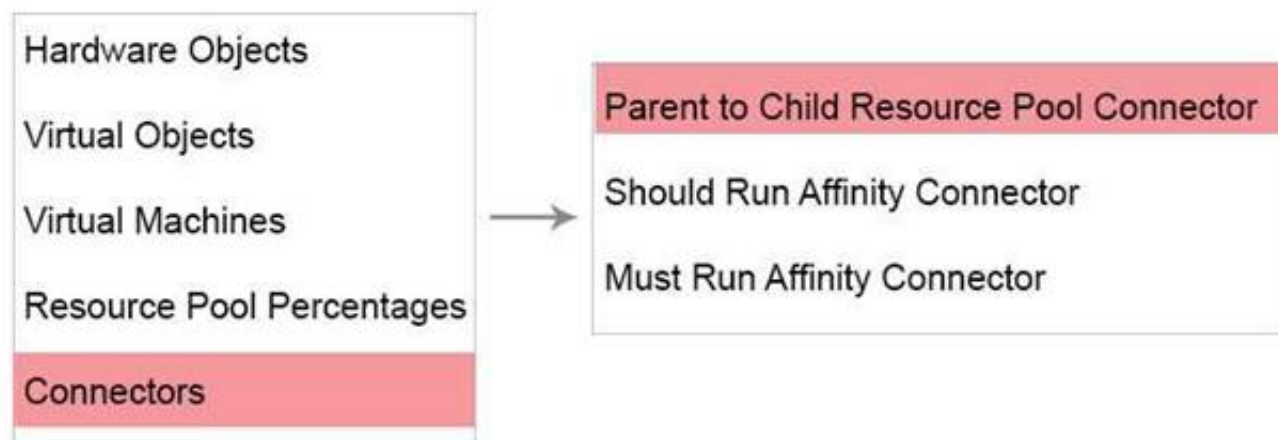 Hardware Objects
Virtual Objects
Virtual Machines
Resource Pool Percentages
Connectors
Parent to Child Resource Pool Connector
Should Run Affinity Connector
Must Run Affinity Connector